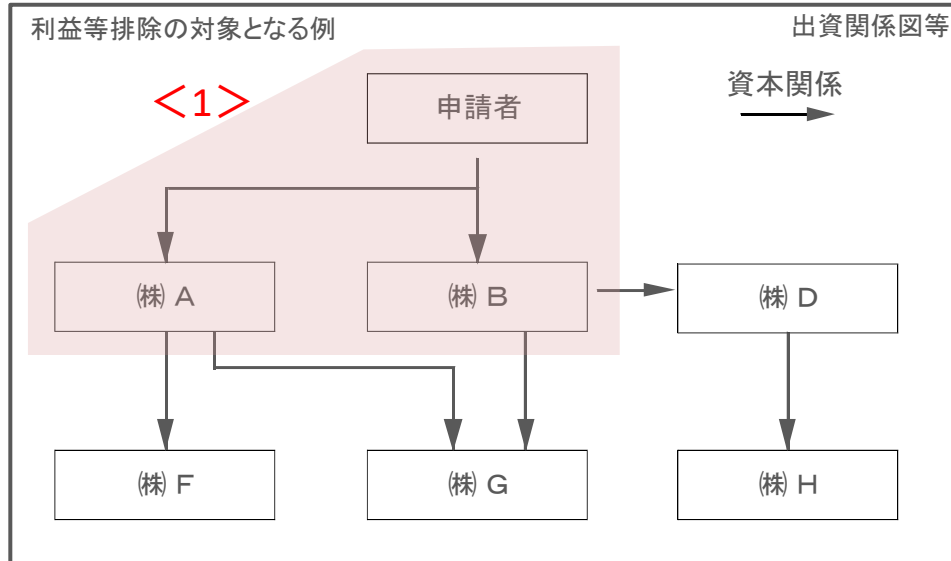 利益等排除の対象となる例
出資関係図等
<1>
申請者
資本関係
㈱ A
㈱ B
㈱ D
㈱ F
㈱ G
㈱ H